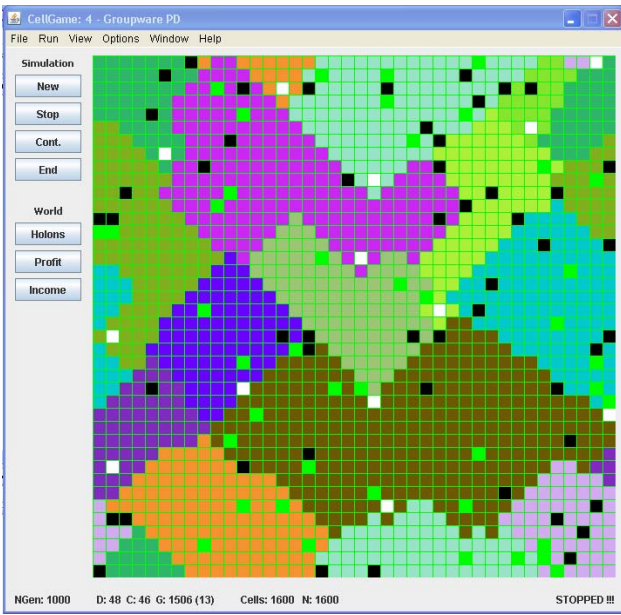 CellGame: 4 - Groupware PD
File Run View Options Window Help
Simulation
New
Stop
Cont.
End
World
Holons
Profit
Income
NGen: 1000 D: 48 C: 46 G: 1506 (13) Cells: 1600 N: 1600 STOPPED !!!